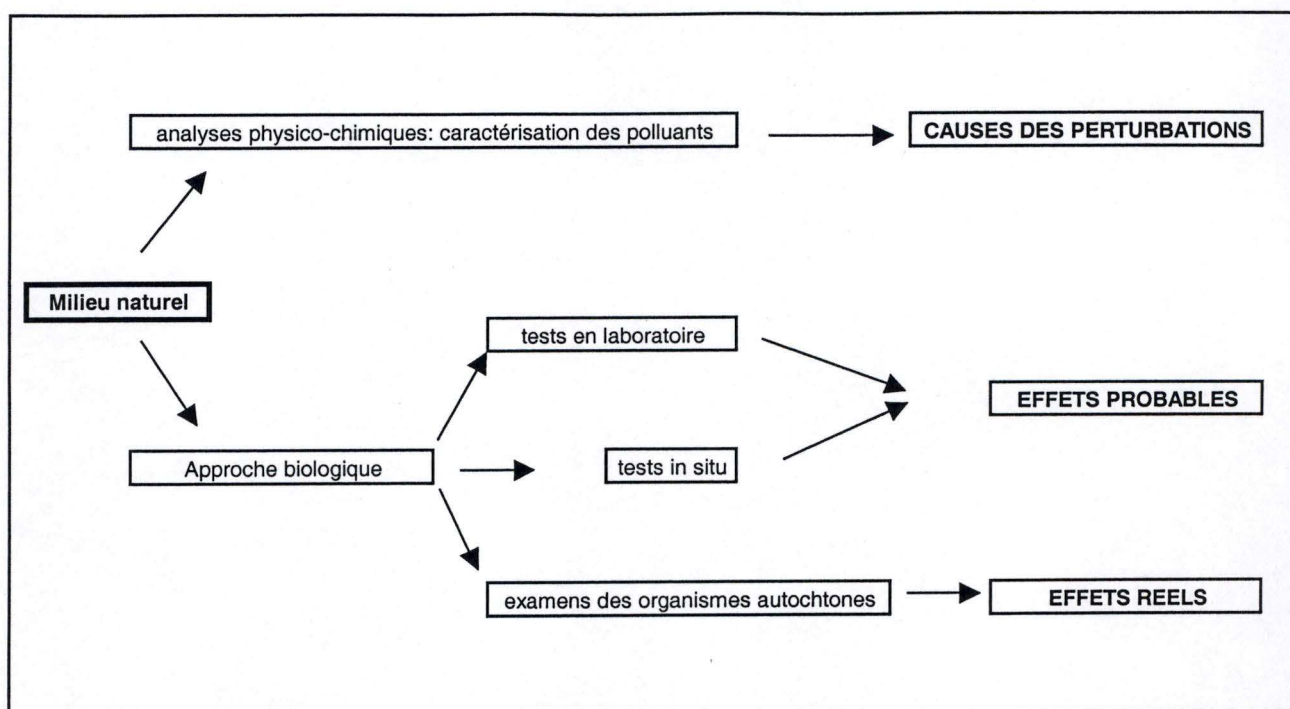 analyses physico-chimiques: caractérisation des polluants
CAUSES DES PERTURBATIONS
Milieu naturel
tests en laboratoire
EFFETS PROBABLES
Approche biologique
tests in situ
examens des organismes autochtones
EFFETS REELS